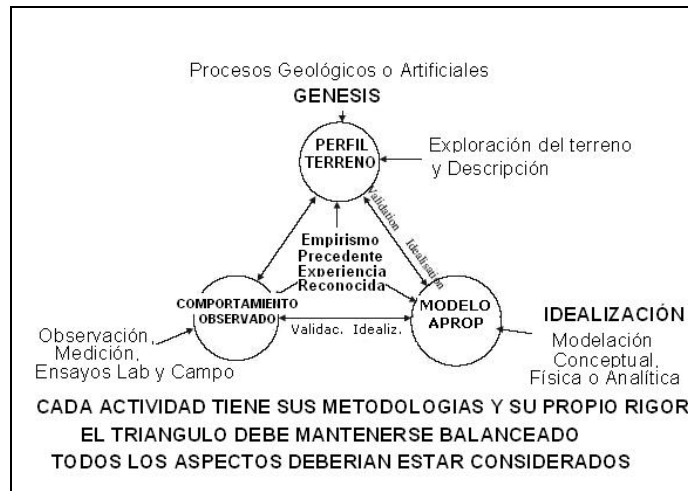 Procesos Geológicos o Artificiales
GENESIS
PERFIL
TERRENO
Exploración del terreno
y Descripción
Validation Idealisation
Empirismo
Precedente
Experiencia
Reconocida
COMPORTAMIENTO
OBSERVADO
MODELO
APROP
Validac. Idealiz.
Observación,
Medición,
Ensayos Lab y Campo
IDEALIZACIÓN
Modelación
Conceptual,
Física o Analítica
CADA ACTIVIDAD TIENE SUS METODOLOGIAS Y SU PROPIO RIGOR
EL TRIANGULO DEBE MANTENERSE BALANCEADO
TODOS LOS ASPECTOS DEBERIAN ESTAR CONSIDERADOS